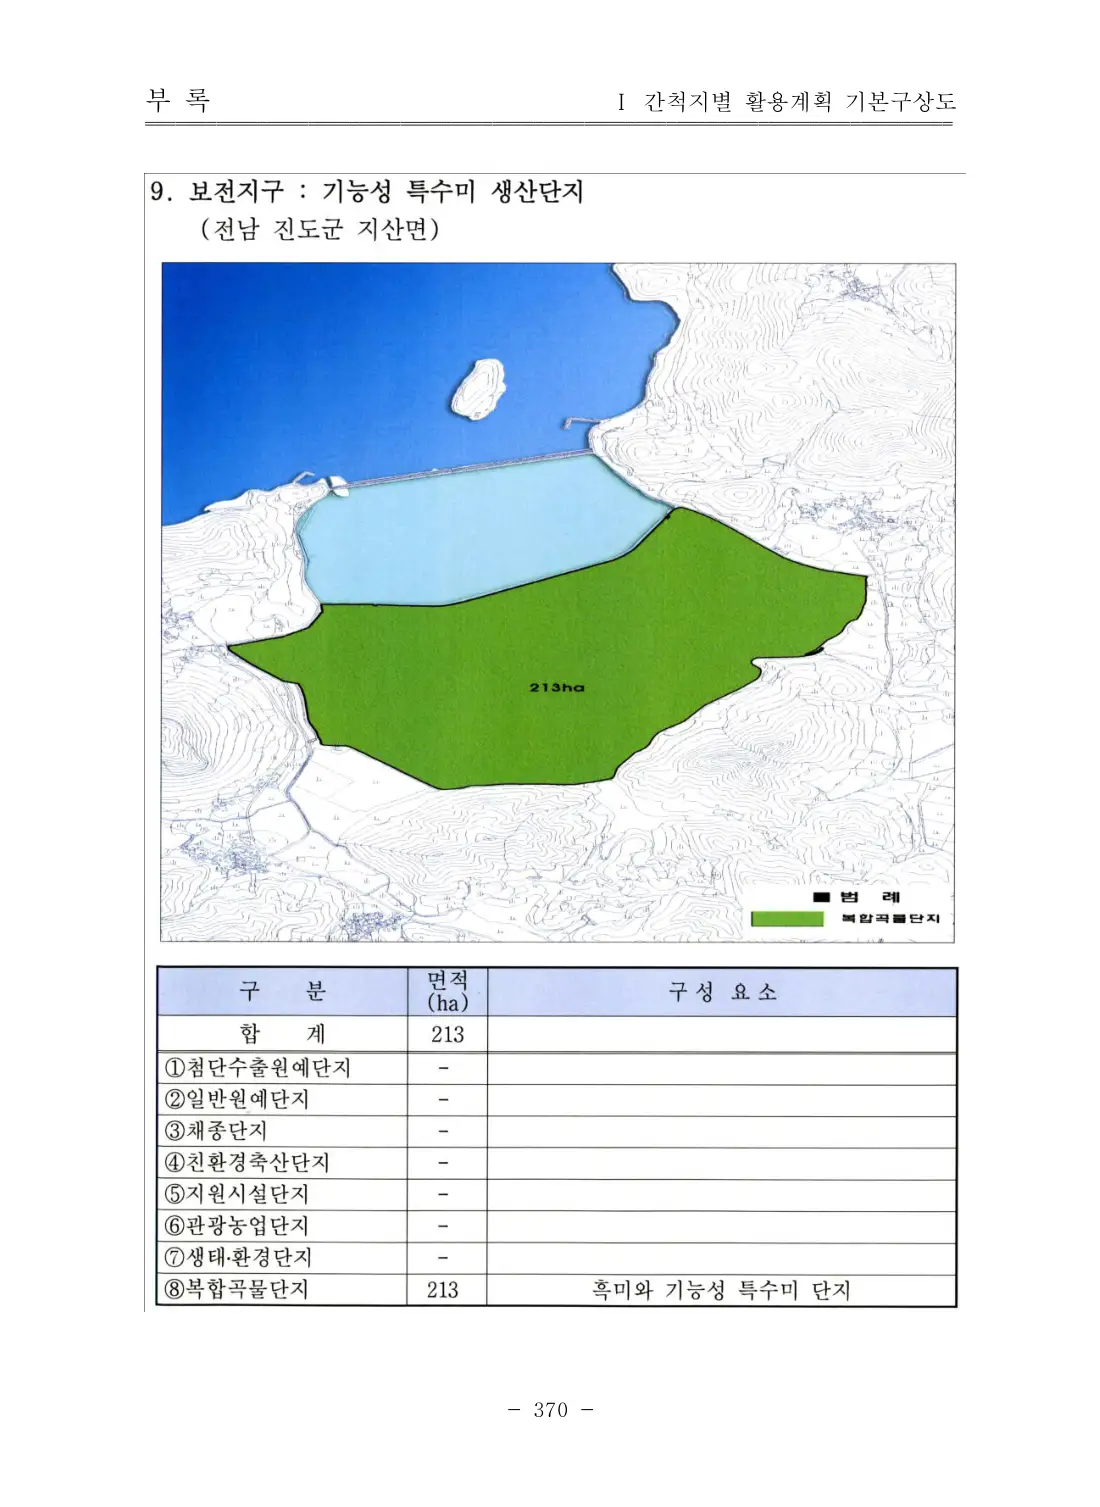 부 록
Ⅰ 간척지별 활용계획 기본구상도
9. 보전지구 : 기능성 특수미 생산단지
(전남 진도군 지산면)
213ha
■ 범 례
복합곡물단지
구 분 면적(ha) 구성 요소
합 계 213
①첨단수출원예단지 -
②일반원예단지 -
③채종단지 -
④친환경축산단지 -
⑤지원시설단지 -
⑥관광농업단지 -
⑦생태·환경단지 -
⑧복합곡물단지 213 흑미와 기능성 특수미 단지
- 370 -